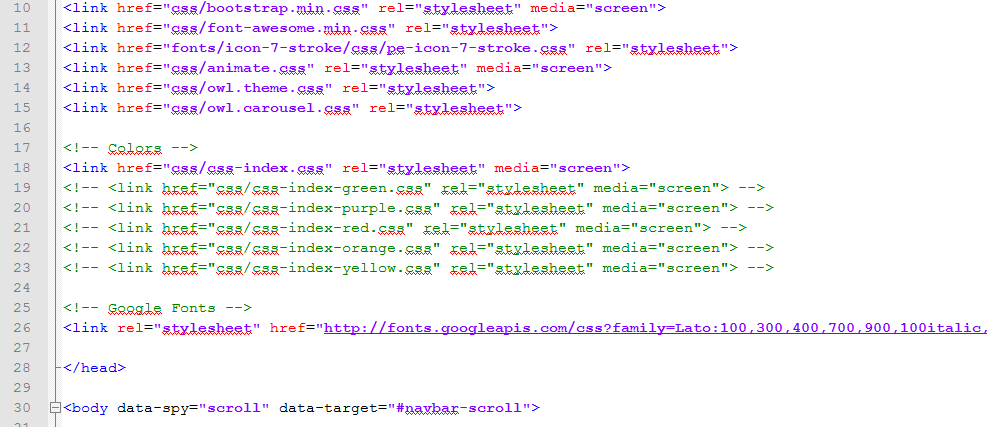 10 <link href="css/bootstrap.min.css" rel="stylesheet" media="screen">
11 <link href="css/font-awesome.min.css" rel="stylesheet">
12 <link href="fonts/icon-7-stroke/css/pe-icon-7-stroke.css" rel="stylesheet">
13 <link href="css/animate.css" rel="stylesheet" media="screen">
14 <link href="css/owl.theme.css" rel="stylesheet">
15 <link href="css/owl.carousel.css" rel="stylesheet">
16
17 <!-- Colors -->
18 <link href="css/css-index.css" rel="stylesheet" media="screen">
19 <!-- <link href="css/css-index-green.css" rel="stylesheet" media="screen"> -->
20 <!-- <link href="css/css-index-purple.css" rel="stylesheet" media="screen"> -->
21 <!-- <link href="css/css-index-red.css" rel="stylesheet" media="screen"> -->
22 <!-- <link href="css/css-index-orange.css" rel="stylesheet" media="screen"> -->
23 <!-- <link href="css/css-index-yellow.css" rel="stylesheet" media="screen"> -->
24
25 <!-- Google Fonts -->
26 <link rel="stylesheet" href="http://fonts.googleapis.com/css?family=Lato:100,300,400,700,900,100italic,
27
28 </head>
29
30 <body data-spy="scroll" data-target="#navbar-scroll">